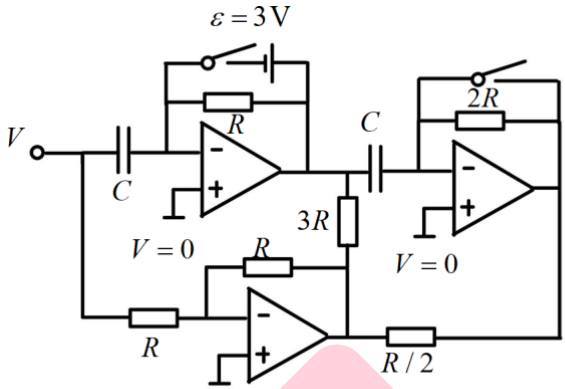 ε = 3V
2R
R
C
V
C
3R
V = 0
V = 0
R
R
R / 2